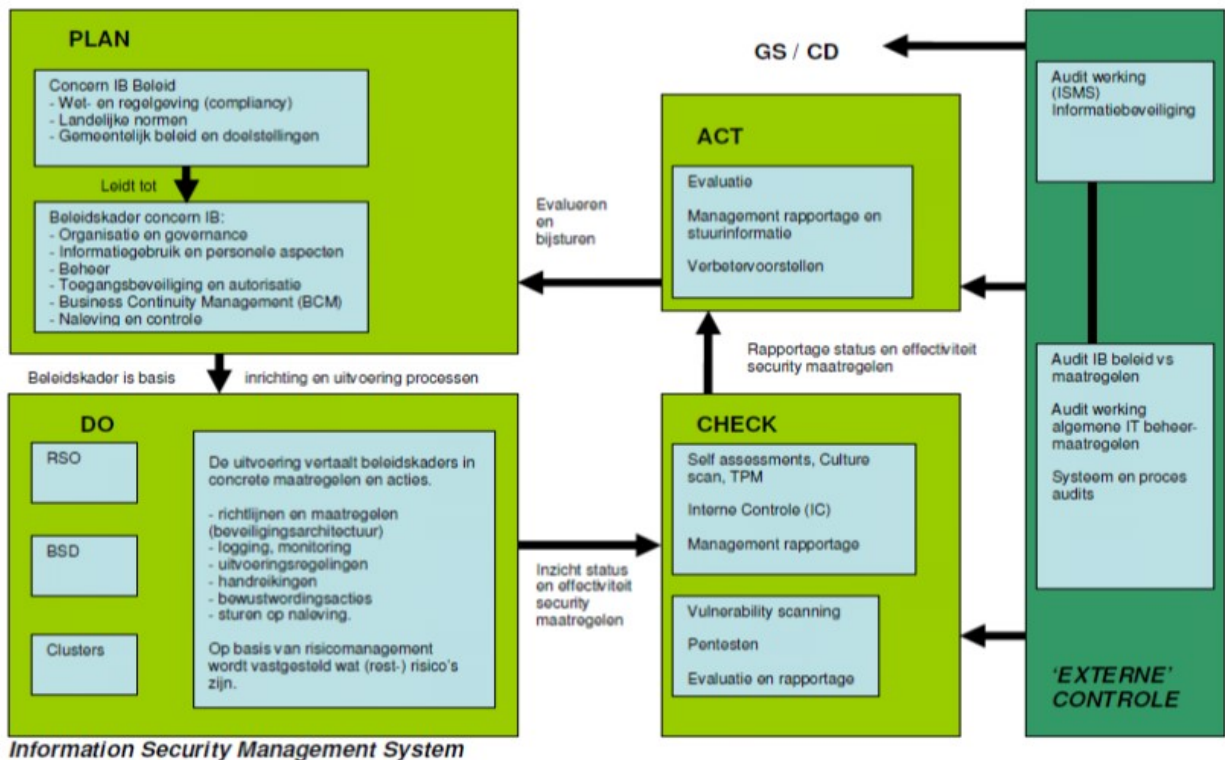 PLAN
Concern IB Beleid
- Wet- en regelgeving (compliancy)
- Landelijke normen
- Gemeentelijk beleid en doelstellingen
Leidt tot
Beleidskader concern IB:
- Organisatie en governance
- Informatiegebruik en personele aspecten
- Beheer
- Toegangsbeveiliging en autorisatie
- Business Continuity Management (BCM)
- Naleving en controle
Beleidskader is basis
inrichting en uitvoering processen
DO
RSO
BSD
Clusters
De uitvoering vertaalt beleidskaders in
concrete maatregelen en acties.
- richtlijnen en maatregelen
(beveiligingsarchitectuur)
- logging, monitoring
- uitvoeringsregelingen
- handreikingen
- bewustwordingsacties
- sturen op naleving.
Op basis van risicomanagement
wordt vastgesteld wat (rest-) risico's
zijn.
Inzicht status
en effectiviteit
security
maatregelen
Evalueren
en
bijsturen
GS / CD
ACT
Evaluatie
Management rapportage en
stuurinformatie
Verbetervoorstellen
Rapportage status en effectiviteit
security maatregelen
CHECK
Self assessments, Culture
scan, TPM
Interne Controle (IC)
Management rapportage
Vulnerability scanning
Pentesten
Evaluatie en rapportage
Audit werking
(ISMS)
Informatiebeveiliging
Audit IB beleid vs
maatregelen
Audit werking
algemene IT beheer-
maatregelen
Systeem en proces
audits
'EXTERNE'
CONTROLE
Information Security Management System